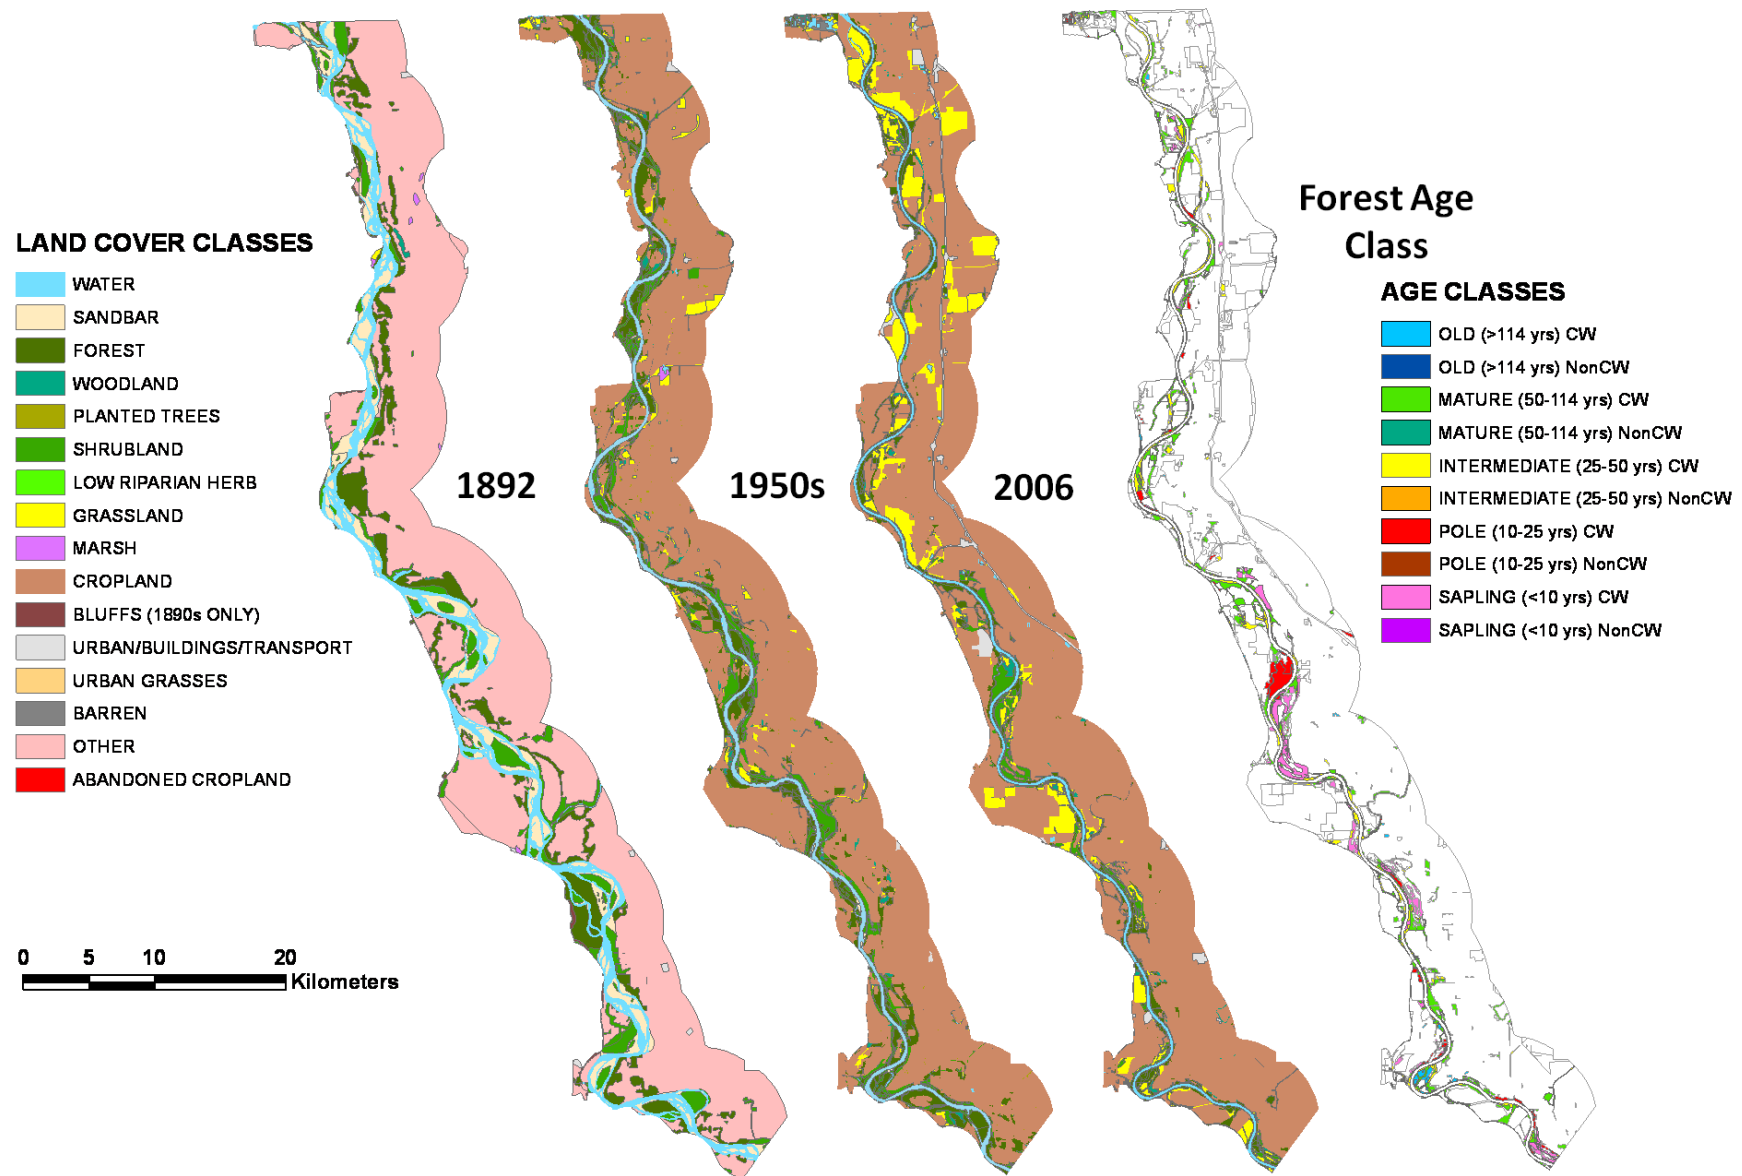 Forest Age
Class
LAND COVER CLASSES
WATER
SANDBAR
FOREST
WOODLAND
PLANTED TREES
SHRUBLAND
LOW RIPARIAN HERB
GRASSLAND
MARSH
CROPLAND
BLUFFS (1890s ONLY)
URBAN/BUILDINGS/TRANSPORT
URBAN GRASSES
BARREN
OTHER
ABANDONED CROPLAND
1892
1950s
2006
AGE CLASSES
OLD (>114 yrs) CW
OLD (>114 yrs) NonCW
MATURE (50-114 yrs) CW
MATURE (50-114 yrs) NonCW
INTERMEDIATE (25-50 yrs) CW
INTERMEDIATE (25-50 yrs) NonCW
POLE (10-25 yrs) CW
POLE (10-25 yrs) NonCW
SAPLING (<10 yrs) CW
SAPLING (<10 yrs) NonCW
0 5 10 20
Kilometers